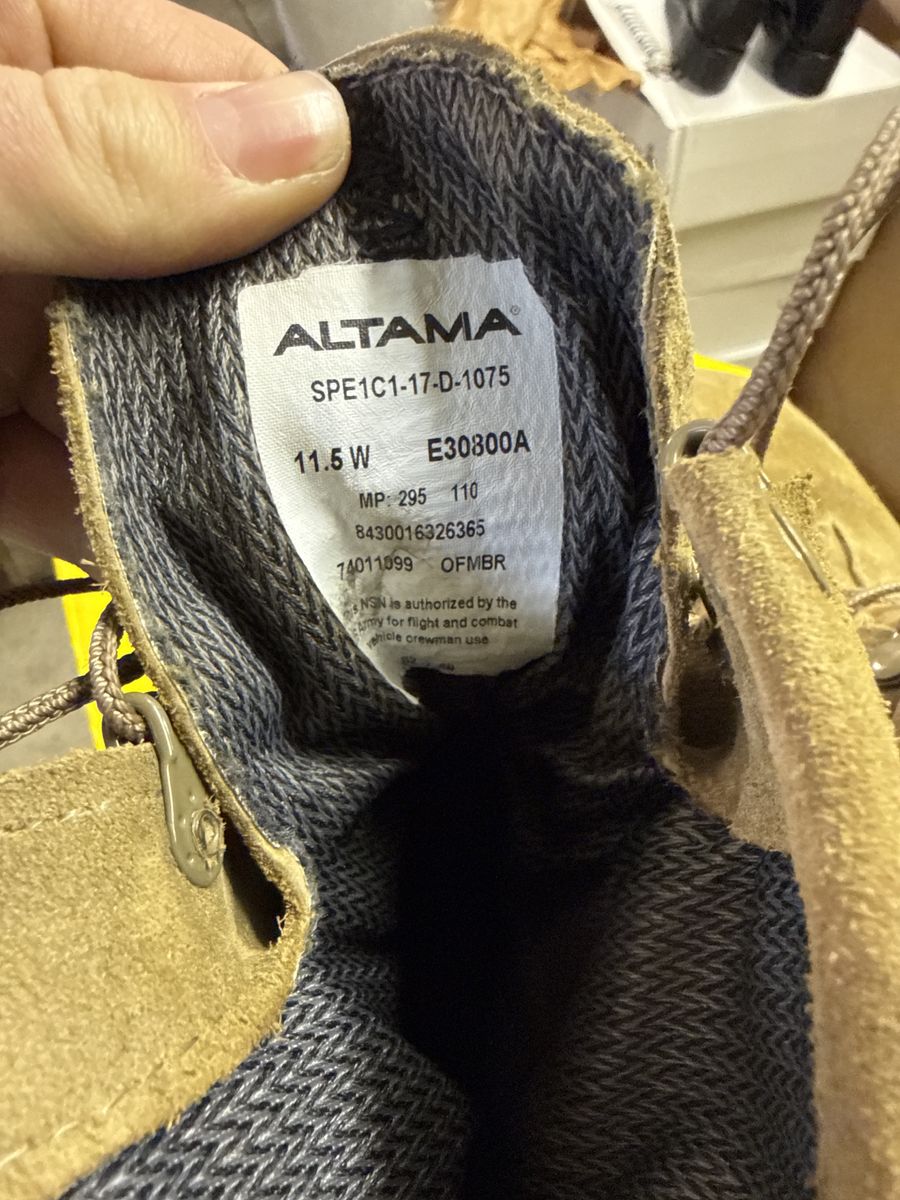 ALTAMA®
SPE1C1-17-D-1075
11.5 W E30800A
MP: 295 110
8430016326365
74011099 OFMBR
NSN is authorized by the
Army for flight and combat
vehicle crewman use